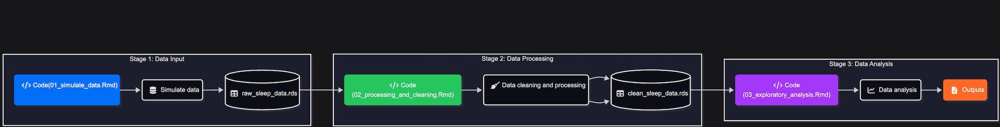 Stage 1: Data Input
Code(01_simulate_data.Rmd)
Simulate data
raw_sleep_data.rds
Stage 2: Data Processing
Code
(02_processing_and_cleaning.Rmd)
Data cleaning and processing
clean_sleep_data.rds
Stage 3: Data Analysis
Code
(03_exploratory_analysis.Rmd)
Data analysis
Outputs